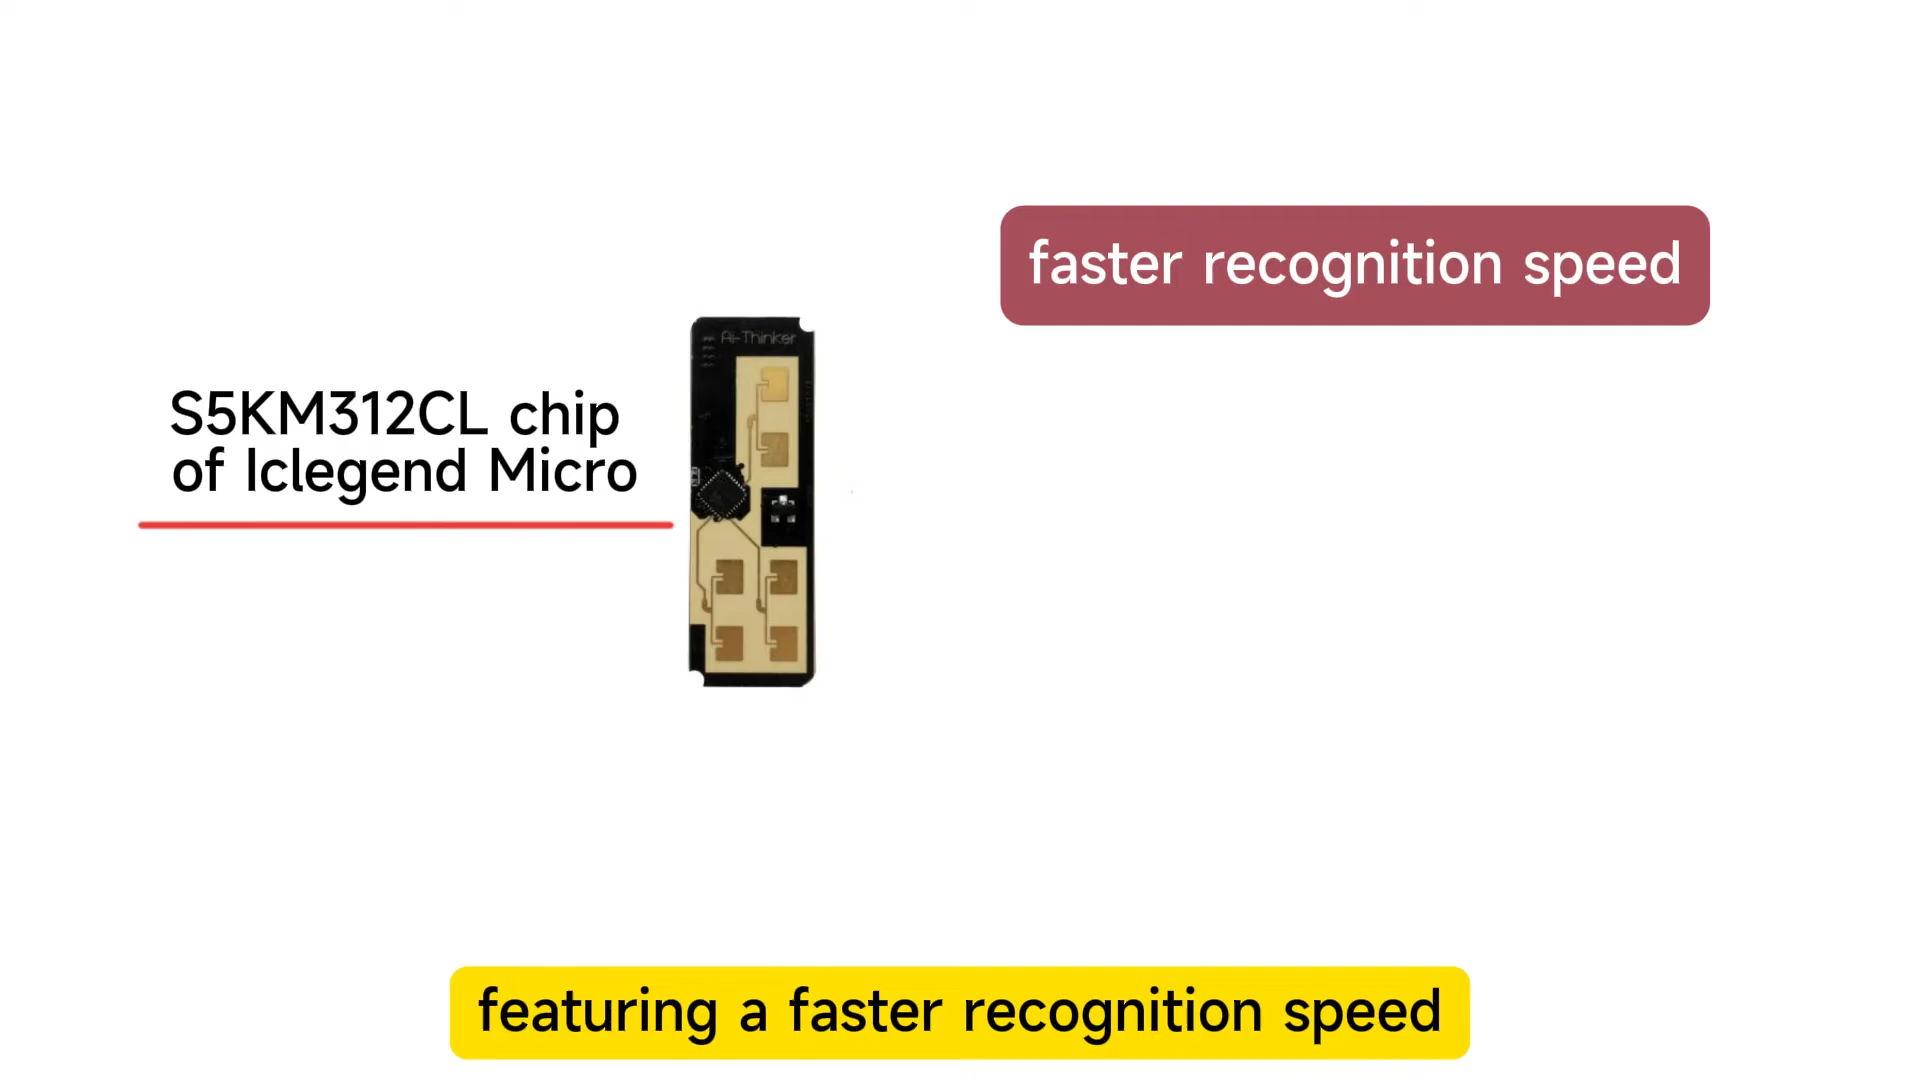 faster recognition speed
Ai-Thinker
S5KM312CL chip
of Iclegend Micro
featuring a faster recognition speed